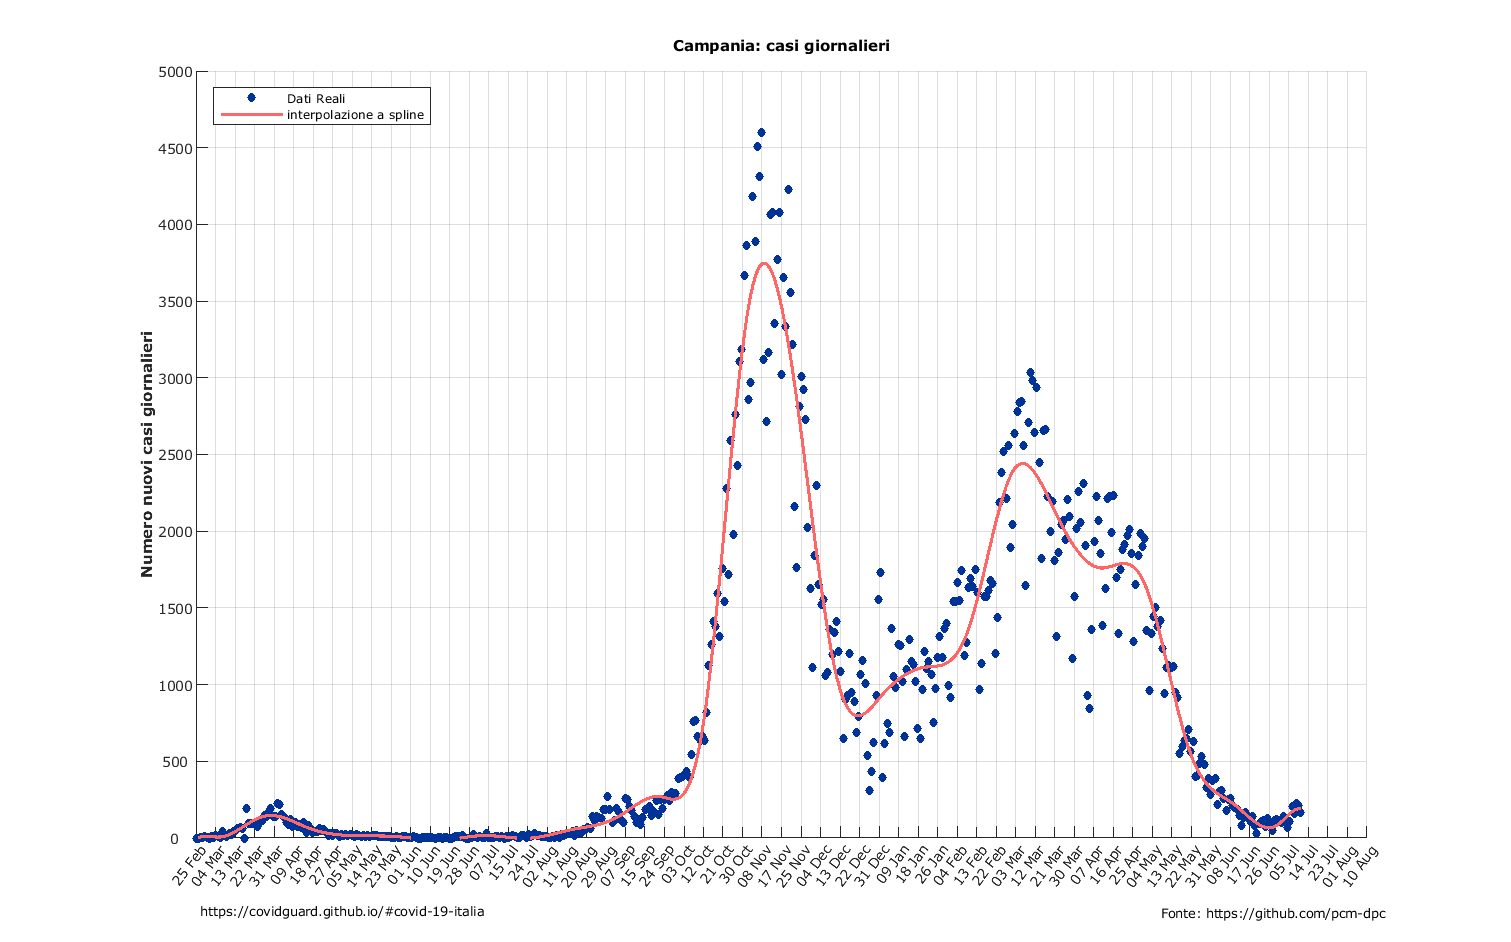 Campania: casi giornalieri
Dati Reali
interpolazione a spline
Numero nuovi casi giornalieri
5000
4500
4000
3500
3000
2500
2000
1500
1000
500
0
25 Feb
04 Mar
13 Mar
22 Mar
31 Mar
09 Apr
18 Apr
27 Apr
05 May
14 May
23 May
01 Jun
10 Jun
19 Jun
28 Jun
07 Jul
15 Jul
24 Jul
02 Aug
11 Aug
20 Aug
29 Aug
07 Sep
15 Sep
24 Sep
03 Oct
12 Oct
21 Oct
30 Oct
08 Nov
17 Nov
25 Nov
04 Dec
13 Dec
22 Dec
31 Dec
09 Jan
18 Jan
26 Jan
04 Feb
13 Feb
22 Feb
03 Mar
12 Mar
21 Mar
30 Mar
07 Apr
16 Apr
25 Apr
04 May
13 May
22 May
31 May
08 Jun
17 Jun
26 Jun
05 Jul
14 Jul
23 Jul
01 Aug
10 Aug
https://covidguard.github.io/#covid-19-italia
Fonte: https://github.com/pcm-dpc